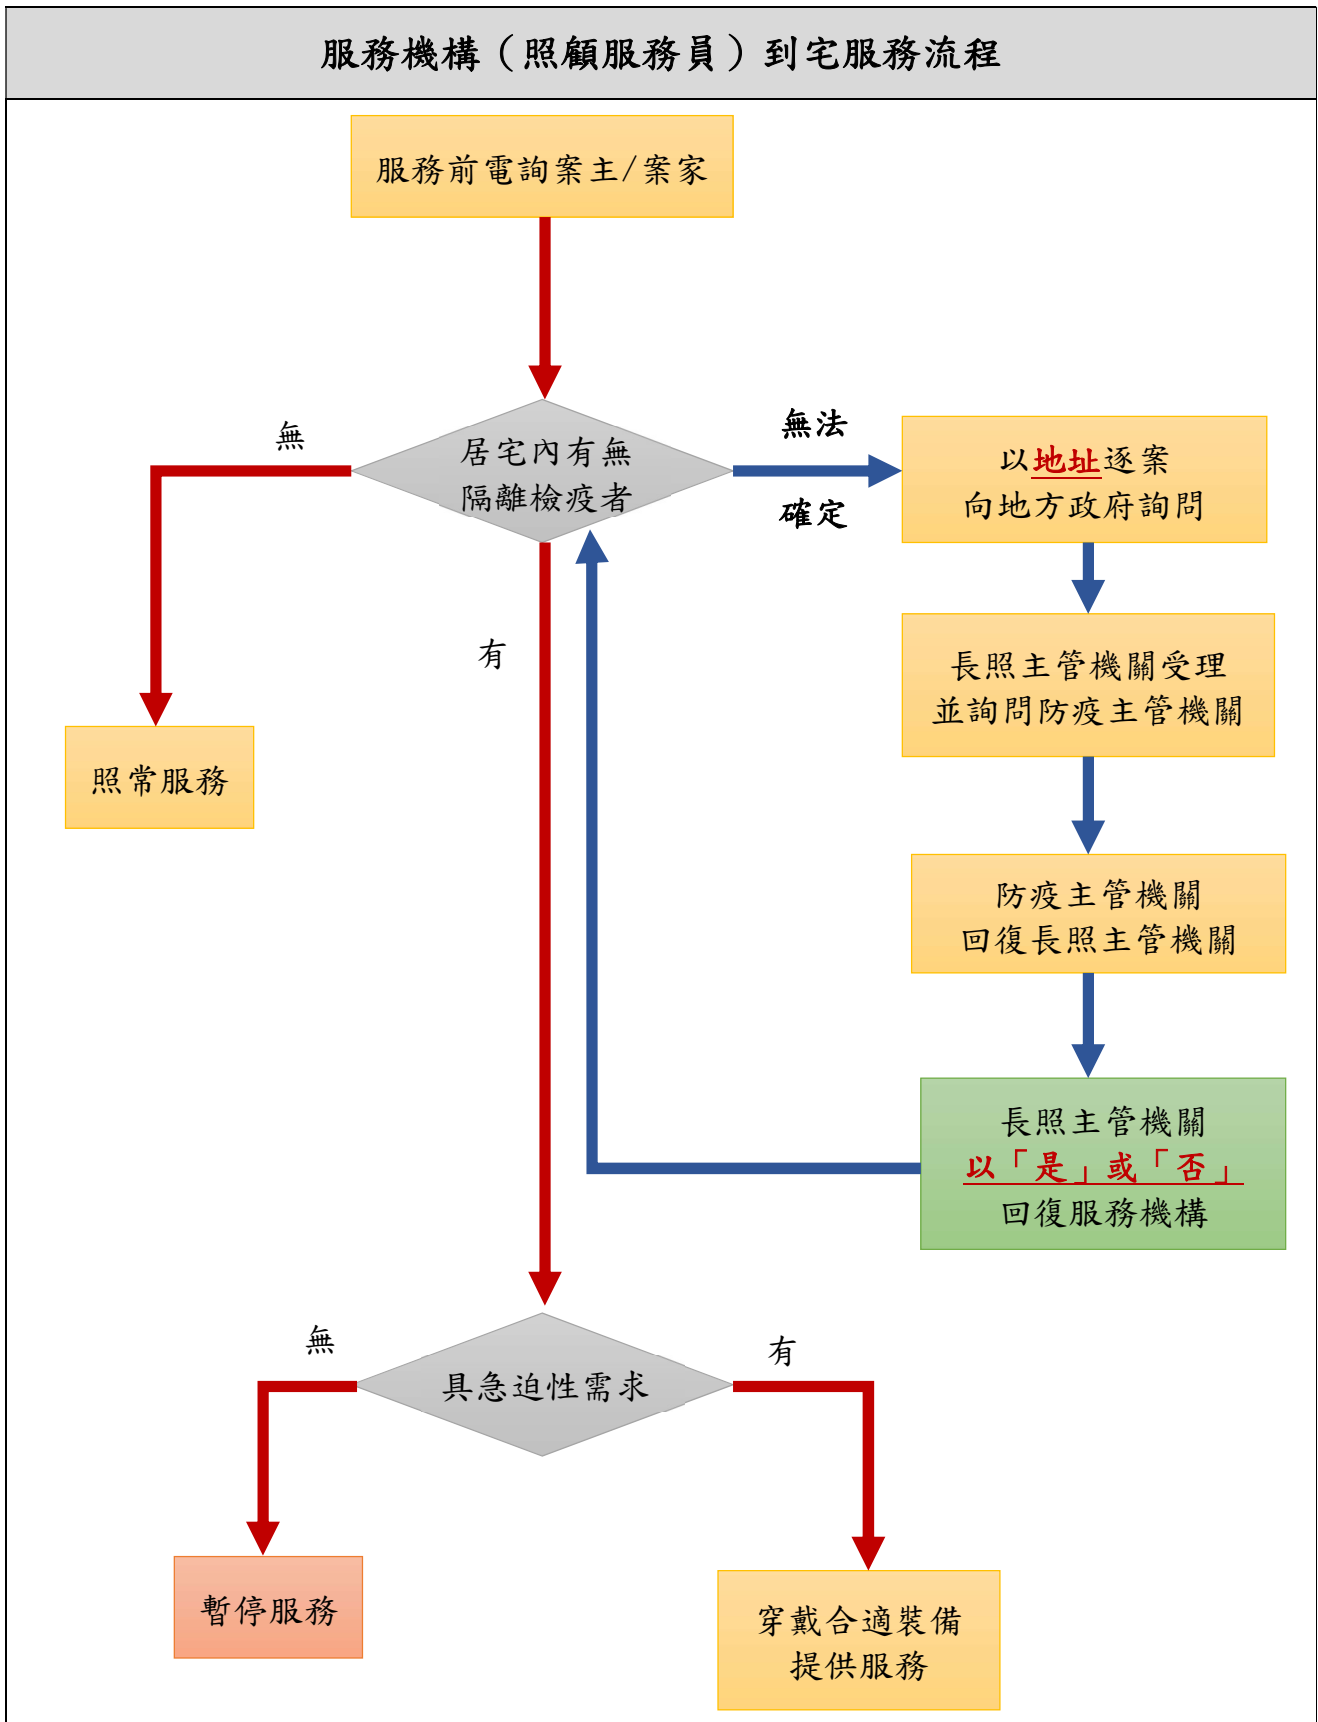 服務機構（照顧服務員）到宅服務流程
服務前電詢案主/案家
無
居宅內有無
隔離檢疫者
無法
確定
以地址逐案
向地方政府詢問
有
長照主管機關受理
並詢問防疫主管機關
照常服務
防疫主管機關
回復長照主管機關
長照主管機關
以「是」或「否」
回復服務機構
無
具急迫性需求
有
暫停服務
穿戴合適裝備
提供服務